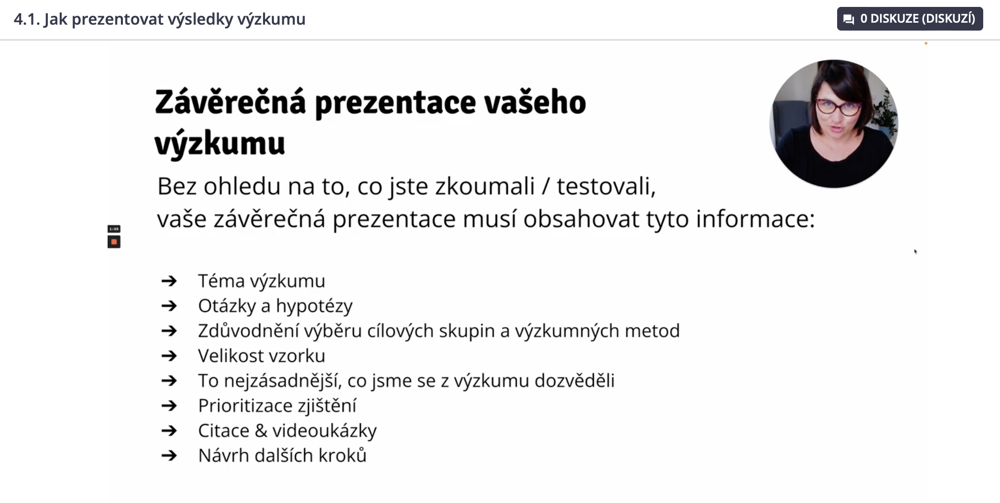 4.1. Jak prezentovat výsledky výzkumu
0 DISKUZE (DISKUZÍ)
Závěrečná prezentace vašeho
výzkumu
Bez ohledu na to, co jste zkoumali / testovali,
vaše závěrečná prezentace musí obsahovat tyto informace:
1:55
➔ Téma výzkumu
➔ Otázky a hypotézy
➔ Zdůvodnění výběru cílových skupin a výzkumných metod
➔ Velikost vzorku
➔ To nejzásadnější, co jsme se z výzkumu dozvěděli
➔ Prioritizace zjištění
➔ Citace & videoukázky
➔ Návrh dalších kroků